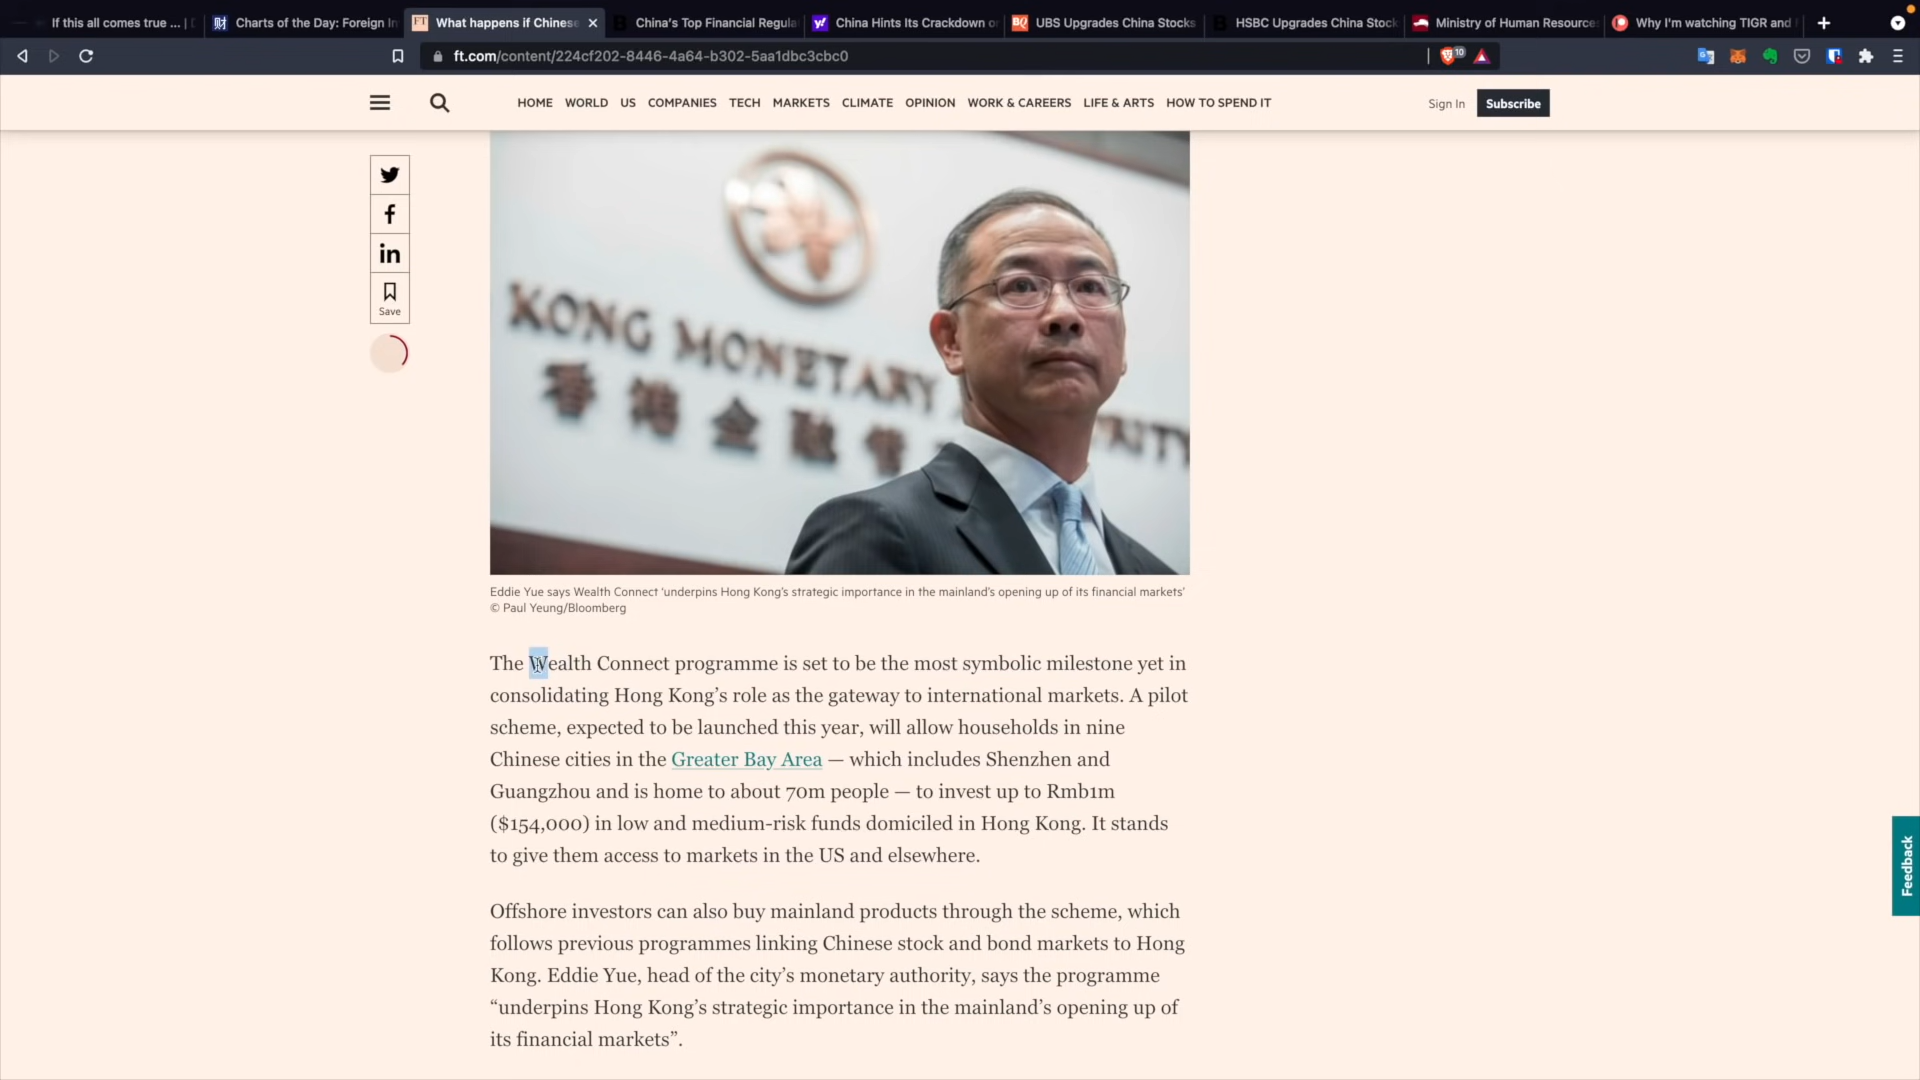 If this all comes true ... |
Charts of the Day: Foreign In
What happens if Chinese
China's Top Financial Regula
China Hints Its Crackdown o
UBS Upgrades China Stocks
HSBC Upgrades China Stock
Ministry of Human Resource
Why I'm watching TIGR and
ft.com/content/224cf202-8446-4a64-b302-5aa1dbc3cbc0
10
HOME WORLD US COMPANIES TECH MARKETS CLIMATE OPINION WORK & CAREERS LIFE & ARTS HOW TO SPEND IT
Sign In
Subscribe
Save
KONG MONETARY
香港金融管
Eddie Yue says Wealth Connect ‘underpins Hong Kong’s strategic importance in the mainland’s opening up of its financial markets’
© Paul Yeung/Bloomberg
The Wealth Connect programme is set to be the most symbolic milestone yet in
consolidating Hong Kong’s role as the gateway to international markets. A pilot
scheme, expected to be launched this year, will allow households in nine
Chinese cities in the Greater Bay Area — which includes Shenzhen and
Guangzhou and is home to about 70m people — to invest up to Rmb1m
($154,000) in low and medium-risk funds domiciled in Hong Kong. It stands
to give them access to markets in the US and elsewhere.
Offshore investors can also buy mainland products through the scheme, which
follows previous programmes linking Chinese stock and bond markets to Hong
Kong. Eddie Yue, head of the city’s monetary authority, says the programme
“underpins Hong Kong’s strategic importance in the mainland’s opening up of
its financial markets”.
Feedback